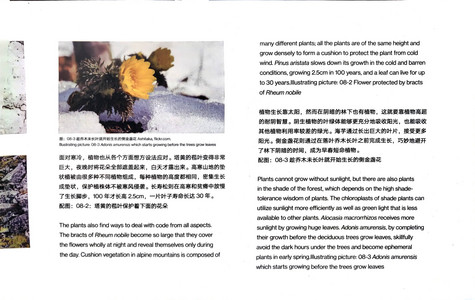 图：08-3 趁乔木未长叶就开始生长的侧金盏花 Ashitaka, flickr.com.
Illustrating picture: 08-3 Adonis amurensis which starts growing before the trees grow leaves
面对寒冷，植物也从各个方面想方设法应对。塔黄的苞叶变得非常
巨大，夜晚时将花朵全部遮盖起来，白天才露出来。高寒山地的垫
状植被由很多种不同植物组成，每种植物的高度都相同，密集生长
成垫状，保护植株体不被寒风侵袭。长寿松则在高寒和贫瘠中放慢
了生长脚步，100 年才长高 2.5cm，一片叶子寿命长达 30 年。
配图：08-2：塔黄的苞叶保护着下面的花朵
The plants also find ways to deal with code from all aspects.
The bracts of Rheum nobile become so large that they cover
the flowers wholly at night and reveal themselves only during
the day. Cushion vegetation in alpine mountains is composed of
many different plants; all the plants are of the same height and
grow densely to form a cushion to protect the plant from cold
wind. Pinus aristata slows down its growth in the cold and barren
conditions, growing 2.5cm in 100 years, and a leaf can live for up
to 30 years.Illustrating picture: 08-2 Flower protected by bracts
of Rheum nobile
植物生长靠太阳，然而在阴暗的林下也有植物，这就要靠植物高超
的耐阴智慧。阴生植物的叶绿体能够更充分地吸收阳光，也能吸收
其他植物利用率较差的绿光。海芋通过长出巨大的叶片，接受更多
阳光。侧金盏花则通过在落叶乔木长叶之前完成生长，巧妙地避开
了林下阴暗的时间，成为早春短命植物。
配图：08-3 趁乔木未长叶就开始生长的侧金盏花
Plants cannot grow without sunlight, but there are also plants
in the shade of the forest, which depends on the high shade-
tolerance wisdom of plants. The chloroplasts of shade plants can
utilize sunlight more efficiently as well as green light that is less
available to other plants. Alocasia macrorrhizos receives more
sunlight by growing huge leaves. Adonis amurensis, by completing
their growth before the deciduous trees grow leaves, skillfully
avoid the dark hours under the trees and become ephemeral
plants in early spring.Illustrating picture: 08-3 Adonis amurensis
which starts growing before the trees grow leaves